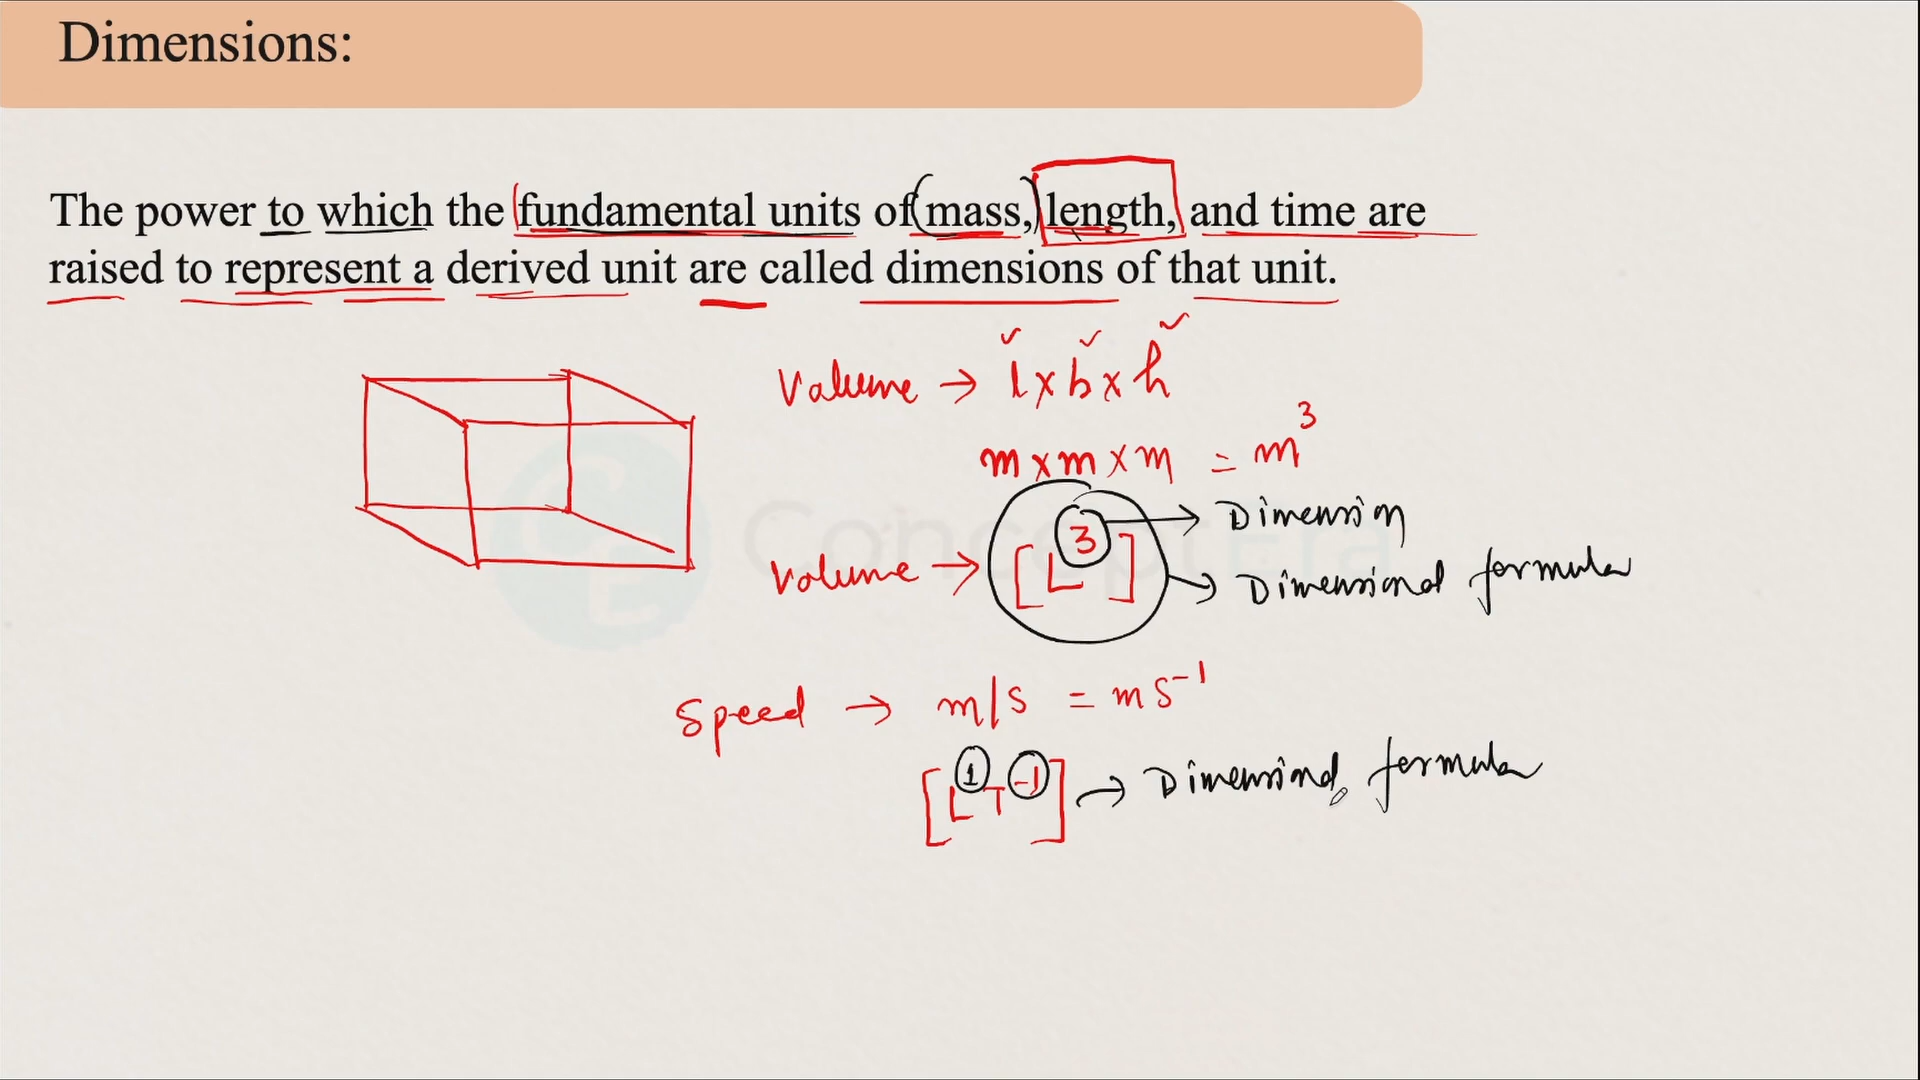 Dimensions:
The power to which the fundamental units of (mass,) length, and time are
raised to represent a derived unit are called dimensions of that unit.
Volume → l × b × h
m × m × m = m³
ConceptEra
Volume → [L³] → Dimension
→ Dimensional formula
Speed → m/s = ms⁻¹
[L¹T⁻¹] → Dimensional formula